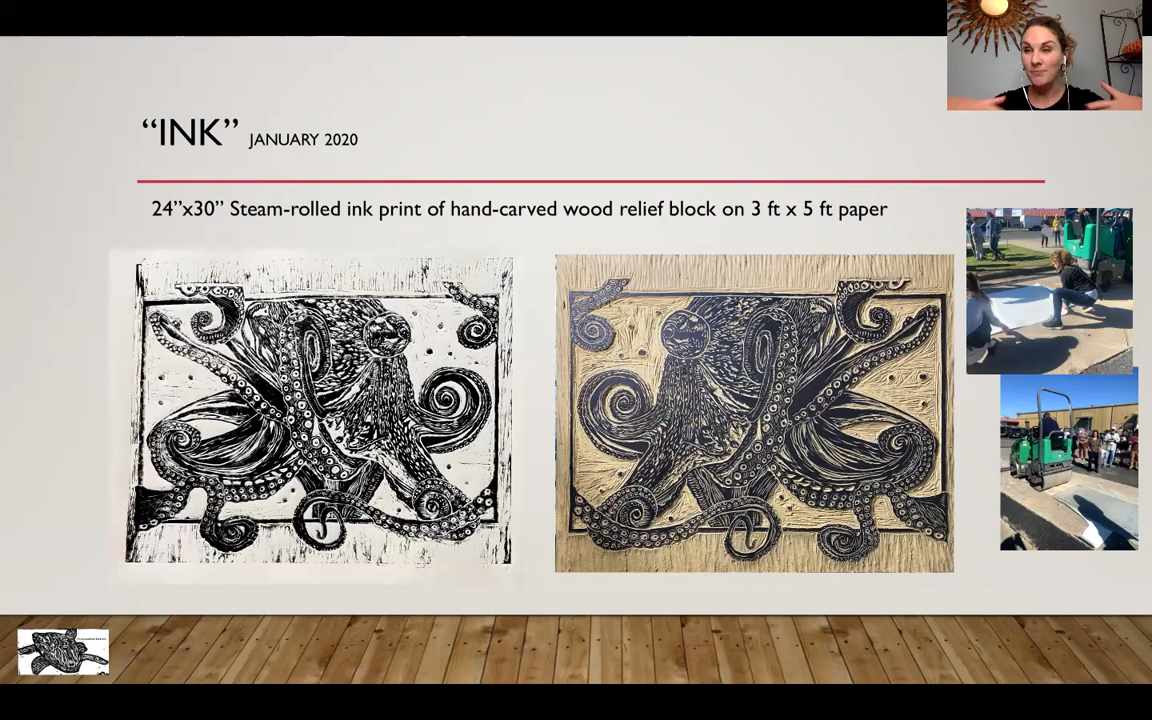 “INK” JANUARY 2020
24”x30” Steam-rolled ink print of hand-carved wood relief block on 3 ft x 5 ft paper